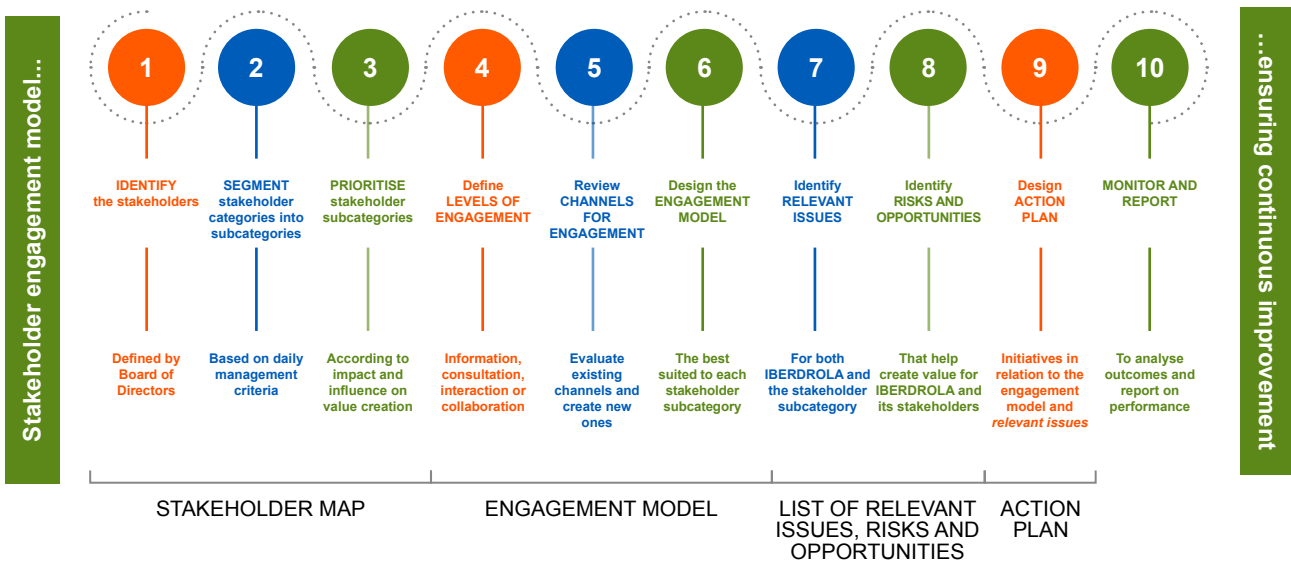 Stakeholder engagement model...
1
2
3
4
5
6
7
8
9
10
IDENTIFY
the stakeholders
SEGMENT
stakeholder
categories into
subcategories
PRIORITISE
stakeholder
subcategories
Define
LEVELS OF
ENGAGEMENT
Review
CHANNELS
FOR
ENGAGEMENT
Design the
ENGAGEMENT
MODEL
Identify
RELEVANT
ISSUES
Identify
RISKS AND
OPPORTUNITIES
Design
ACTION
PLAN
MONITOR AND
REPORT
Defined by
Board of
Directors
Based on daily
management
criteria
According to
impact and
influence on
value creation
Information,
consultation,
interaction or
collaboration
Evaluate
existing
channels and
create new
ones
The best
suited to each
stakeholder
subcategory
For both
IBERDROLA and
the stakeholder
subcategory
That help
create value for
IBERDROLA and
its stakeholders
Initiatives in
relation to the
engagement
model and
relevant issues
To analyse
outcomes and
report on
performance
STAKEHOLDER MAP
ENGAGEMENT MODEL
LIST OF RELEVANT
ISSUES, RISKS AND
OPPORTUNITIES
ACTION
PLAN
...ensuring continuous improvement